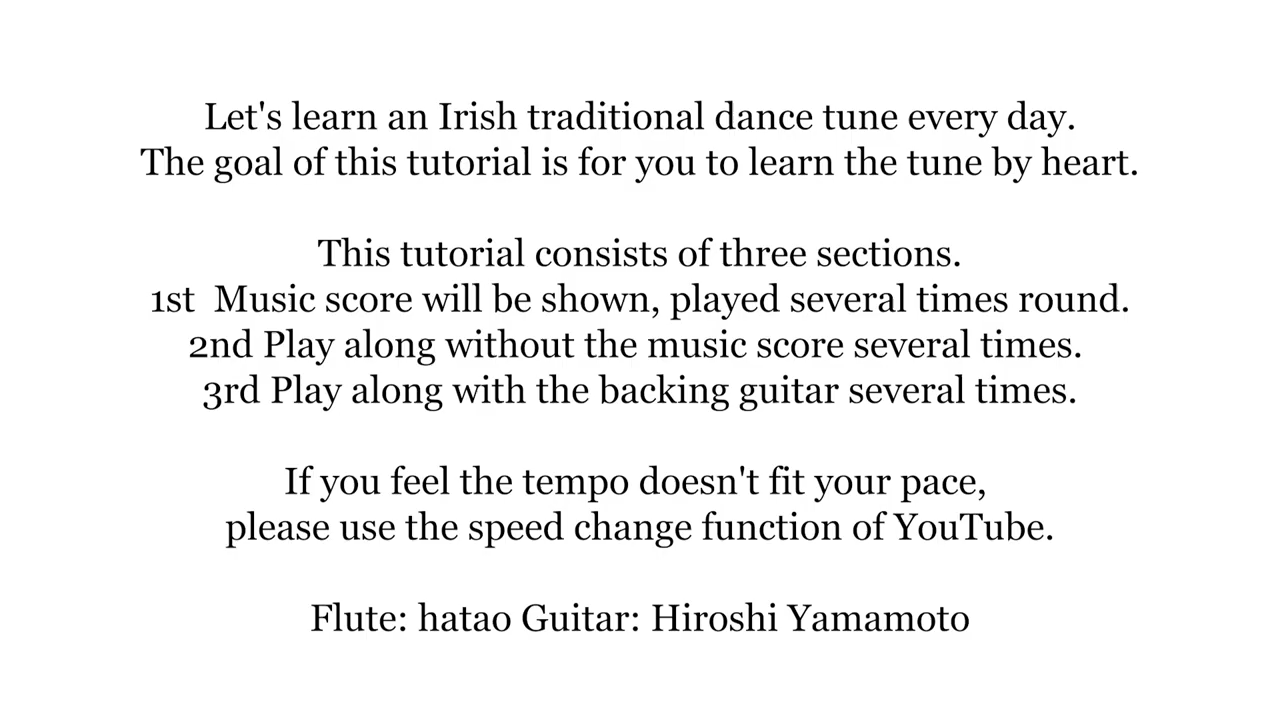 Let's learn an Irish traditional dance tune every day.
The goal of this tutorial is for you to learn the tune by heart.
This tutorial consists of three sections.
1st  Music score will be shown, played several times round.
2nd Play along without the music score several times.
3rd Play along with the backing guitar several times.
If you feel the tempo doesn't fit your pace,
please use the speed change function of YouTube.
Flute: hatao Guitar: Hiroshi Yamamoto